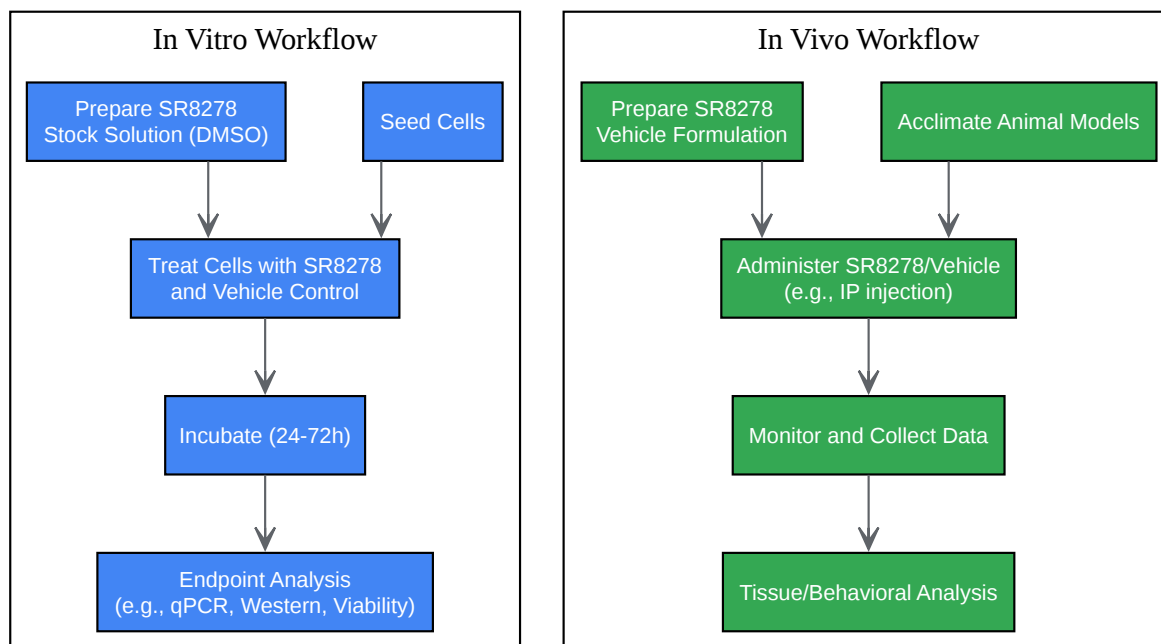 In Vitro Workflow
Prepare SR8278
Stock Solution (DMSO)
Seed Cells
Treat Cells with SR8278
and Vehicle Control
Incubate (24-72h)
Endpoint Analysis
(e.g., qPCR, Western, Viability)
In Vivo Workflow
Prepare SR8278
Vehicle Formulation
Acclimate Animal Models
Administer SR8278/Vehicle
(e.g., IP injection)
Monitor and Collect Data
Tissue/Behavioral Analysis